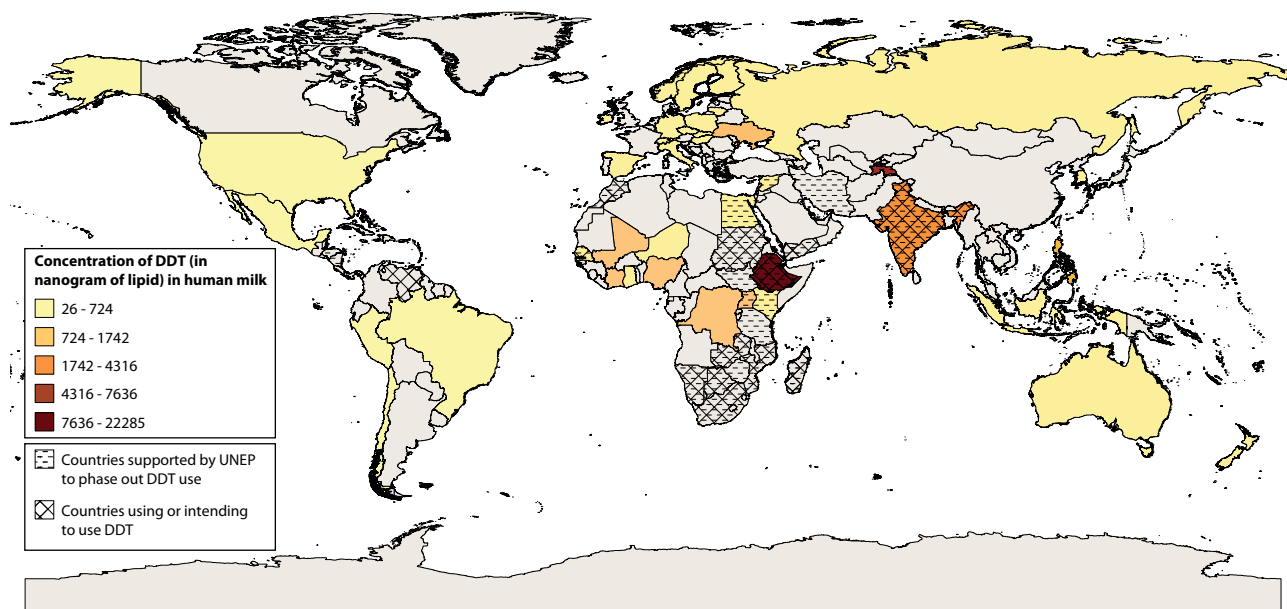 Concentration of DDT (in
nanogram of lipid) in human milk
26 - 724
724 - 1742
1742 - 4316
4316 - 7636
7636 - 22285
Countries supported by UNEP
to phase out DDT use
Countries using or intending
to use DDT